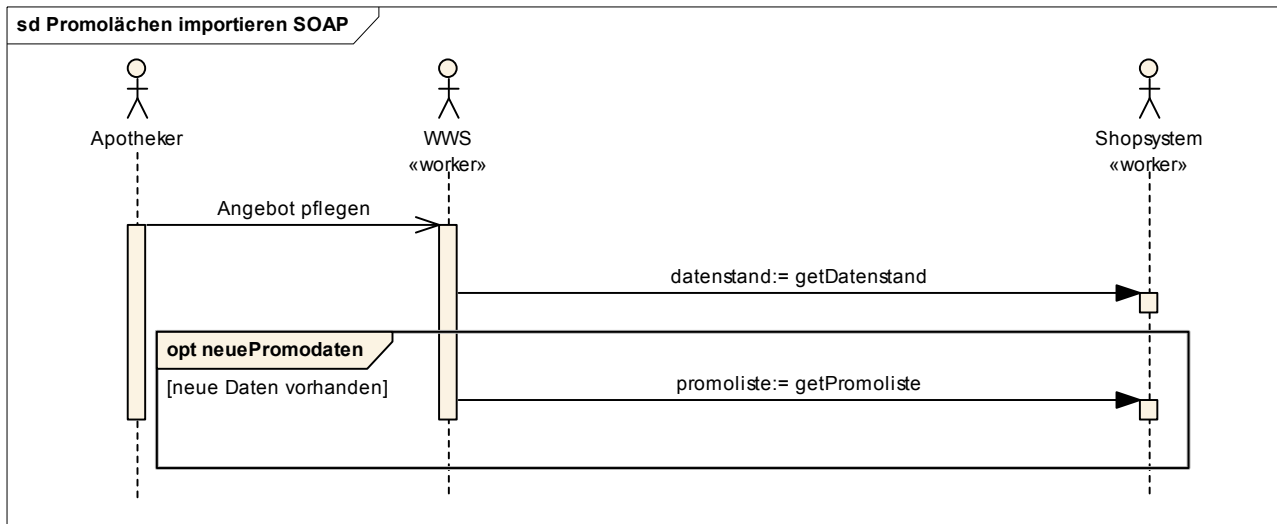 sd Promolächen importieren SOAP
Apotheker
WWS
«worker»
Shopsystem
«worker»
Angebot pflegen
datenstand:= getDatenstand
opt neuePromodaten
[neue Daten vorhanden]
promoliste:= getPromoliste